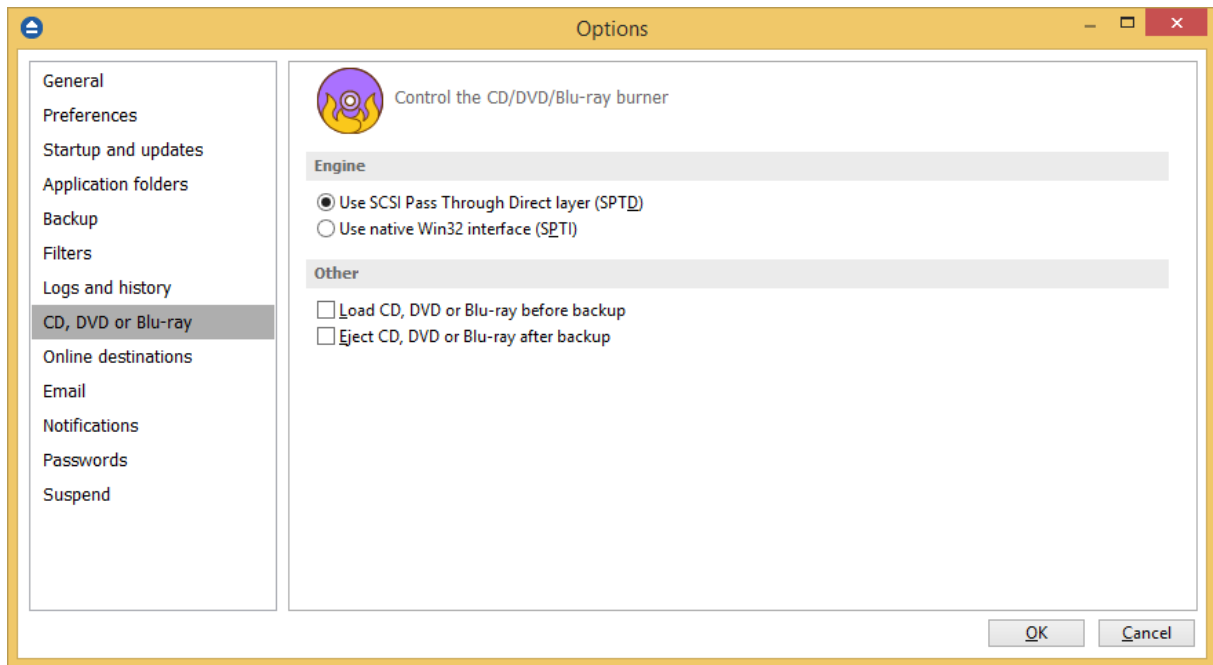 Options
General
Preferences
Startup and updates
Application folders
Backup
Filters
Logs and history
CD, DVD or Blu-ray
Online destinations
Email
Notifications
Passwords
Suspend
Control the CD/DVD/Blu-ray burner
Engine
Use SCSI Pass Through Direct layer (SPTD)
Use native Win32 interface (SPTI)
Other
Load CD, DVD or Blu-ray before backup
Eject CD, DVD or Blu-ray after backup
OK
Cancel